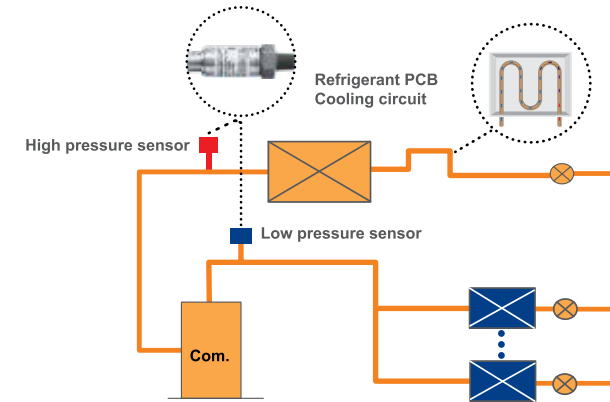 Refrigerant PCB
Cooling circuit
High pressure sensor
Low pressure sensor
Com.